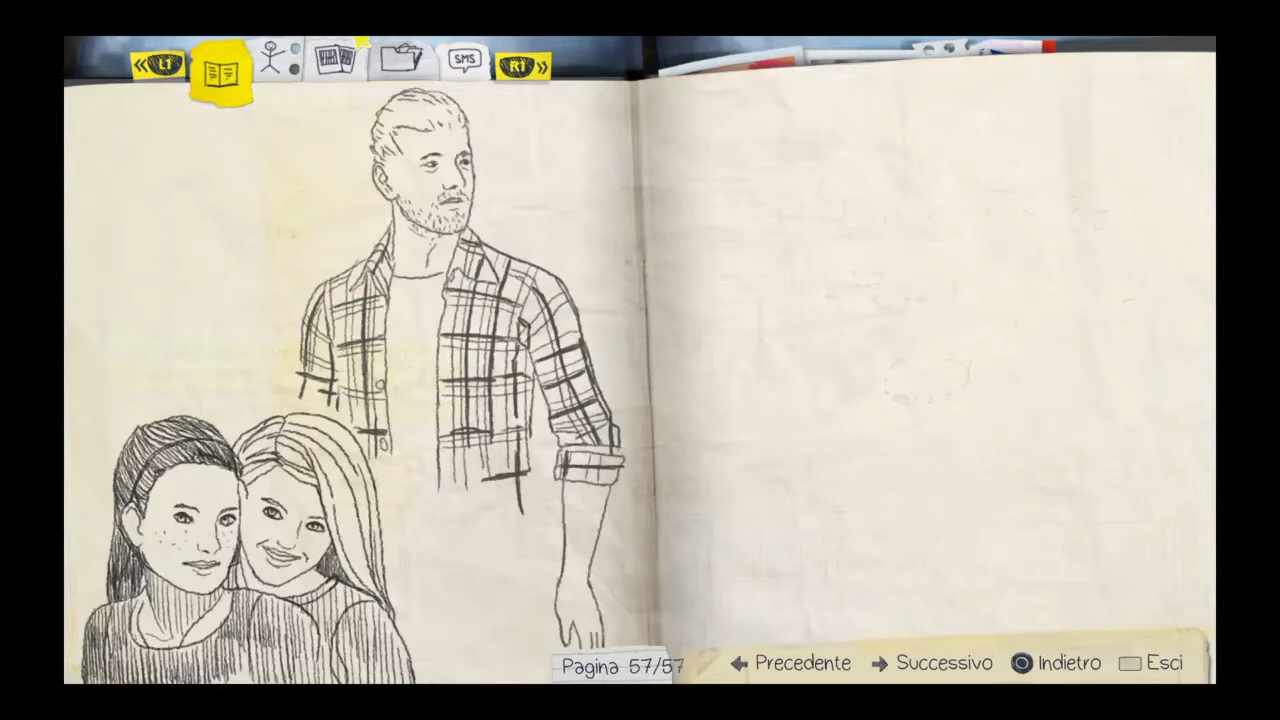 « L1
SMS
R1 »
Pagina 57/57
Precedente
Successivo
Indietro
Esci